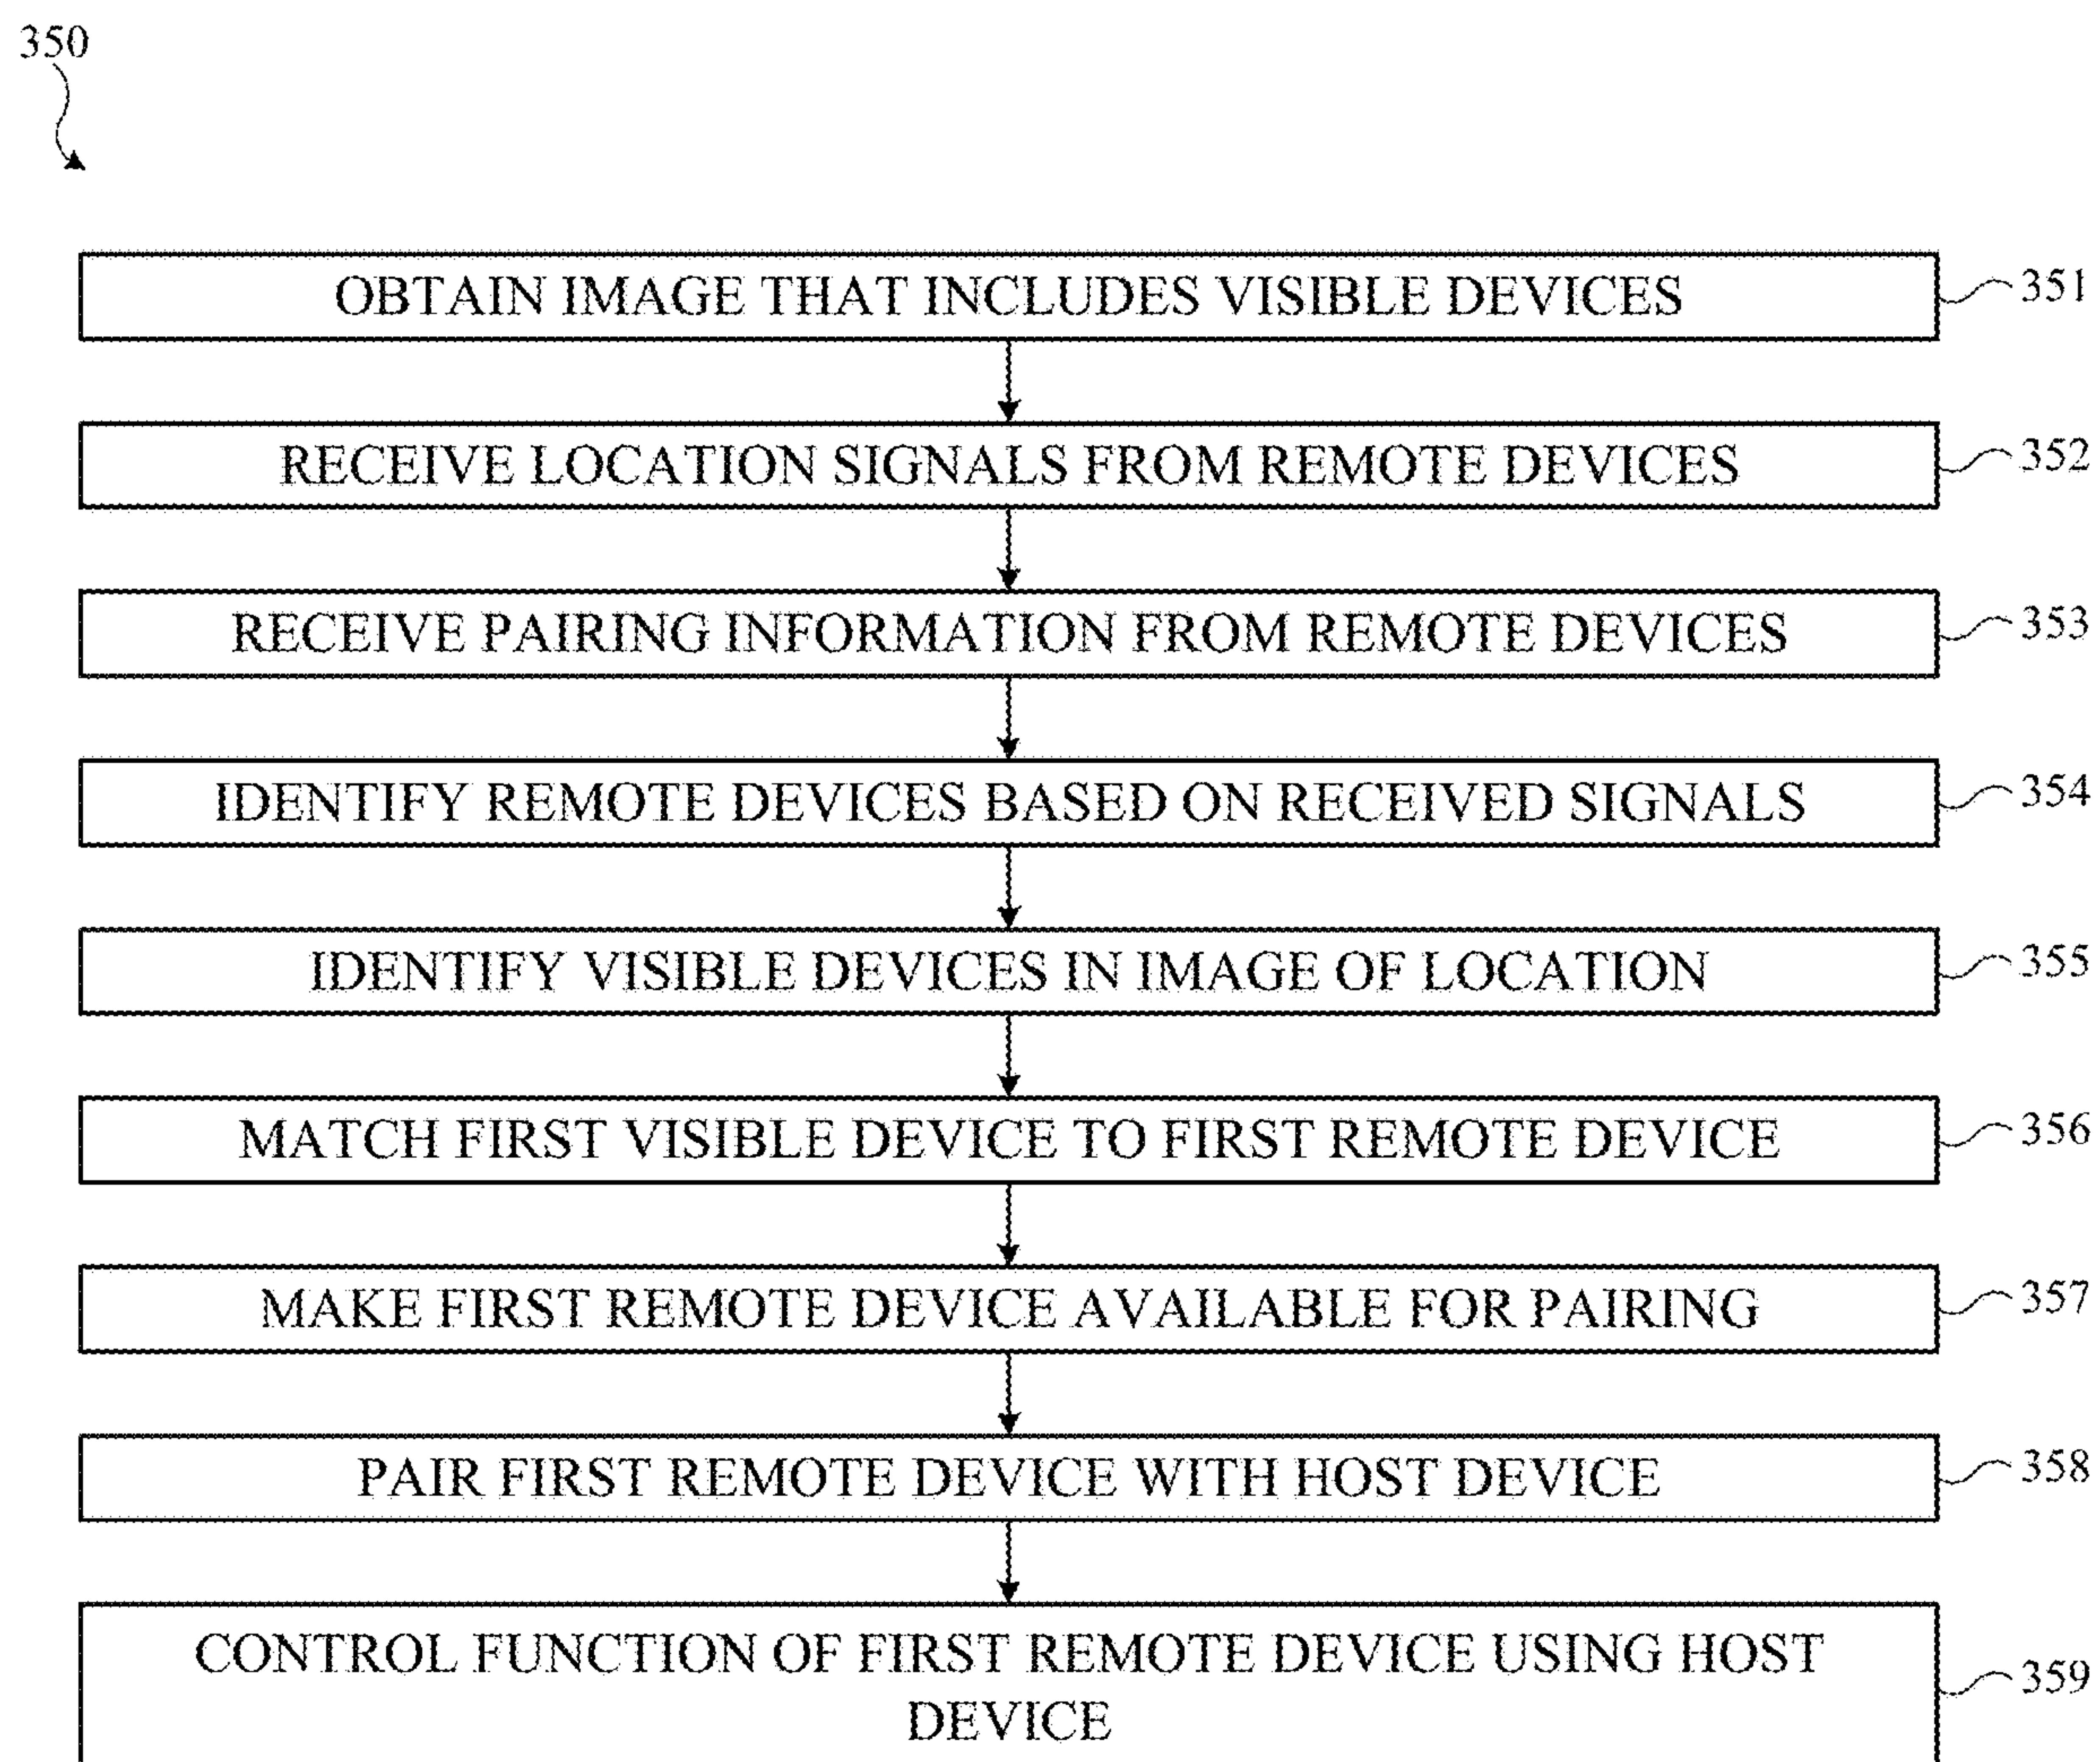 350
OBTAIN IMAGE THAT INCLUDES VISIBLE DEVICES
351
RECEIVE LOCATION SIGNALS FROM REMOTE DEVICES
352
RECEIVE PAIRING INFORMATION FROM REMOTE DEVICES
353
IDENTIFY REMOTE DEVICES BASED ON RECEIVED SIGNALS
354
IDENTIFY VISIBLE DEVICES IN IMAGE OF LOCATION
355
MATCH FIRST VISIBLE DEVICE TO FIRST REMOTE DEVICE
356
MAKE FIRST REMOTE DEVICE AVAILABLE FOR PAIRING
357
PAIR FIRST REMOTE DEVICE WITH HOST DEVICE
358
CONTROL FUNCTION OF FIRST REMOTE DEVICE USING HOST
DEVICE
359